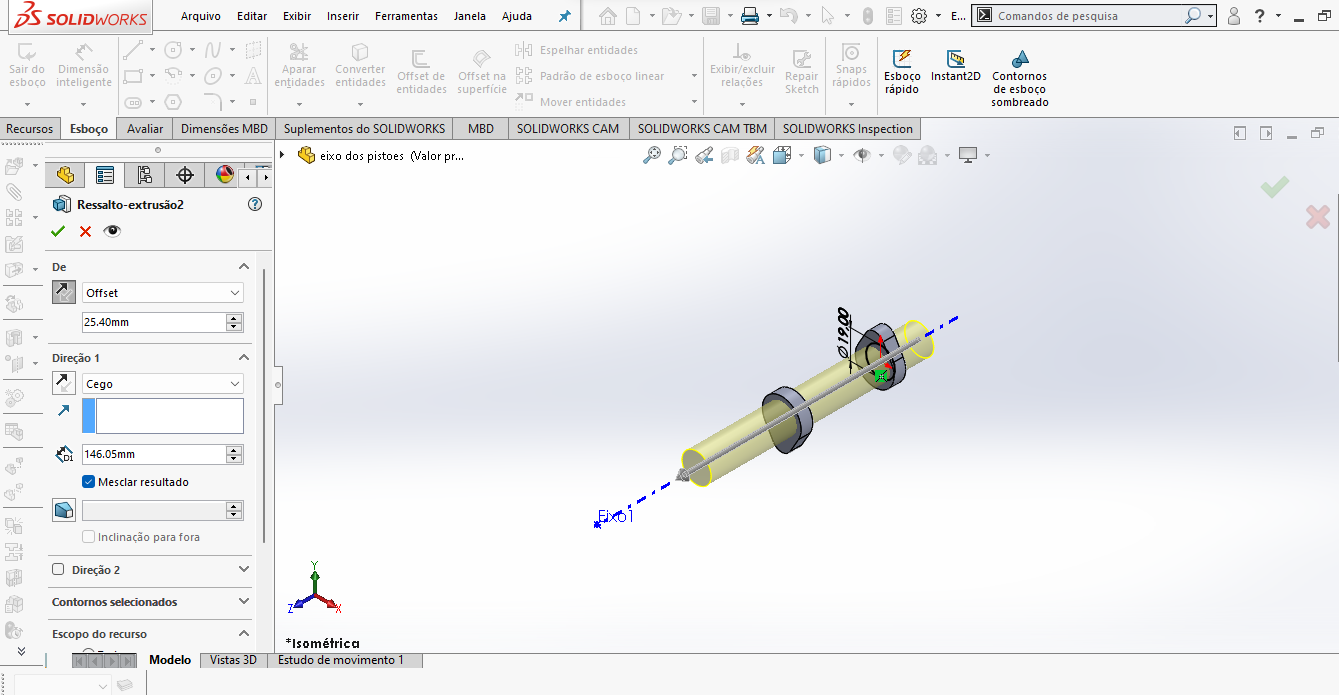 SOLIDWORKS
Arquivo Editar Exibir Inserir Ferramentas Janela Ajuda
E...
Comandos de pesquisa
?
Sair do esboço
Dimensão inteligente
Aparar entidades
Converter entidades
Offset de entidades
Offset na superfície
Espelhar entidades
Padrão de esboço linear
Mover entidades
Exibir/excluir relações
Repair Sketch
Snaps rápidos
Esboço rápido
Instant2D
Contornos de esboço sombreado
Recursos Esboço Avaliar Dimensões MBD Suplementos do SOLIDWORKS MBD SOLIDWORKS CAM SOLIDWORKS CAM TBM SOLIDWORKS Inspection
eixo dos pistoes (Valor pr...
Ressalto-extrusão2
De
Offset
25.40mm
Direção 1
Cego
D1
146.05mm
Mesclar resultado
Inclinação para fora
Direção 2
Contornos selecionados
Escopo do recurso
Ø19,00
Eixo1
Y
Z
X
*Isométrica
Modelo Vistas 3D Estudo de movimento 1